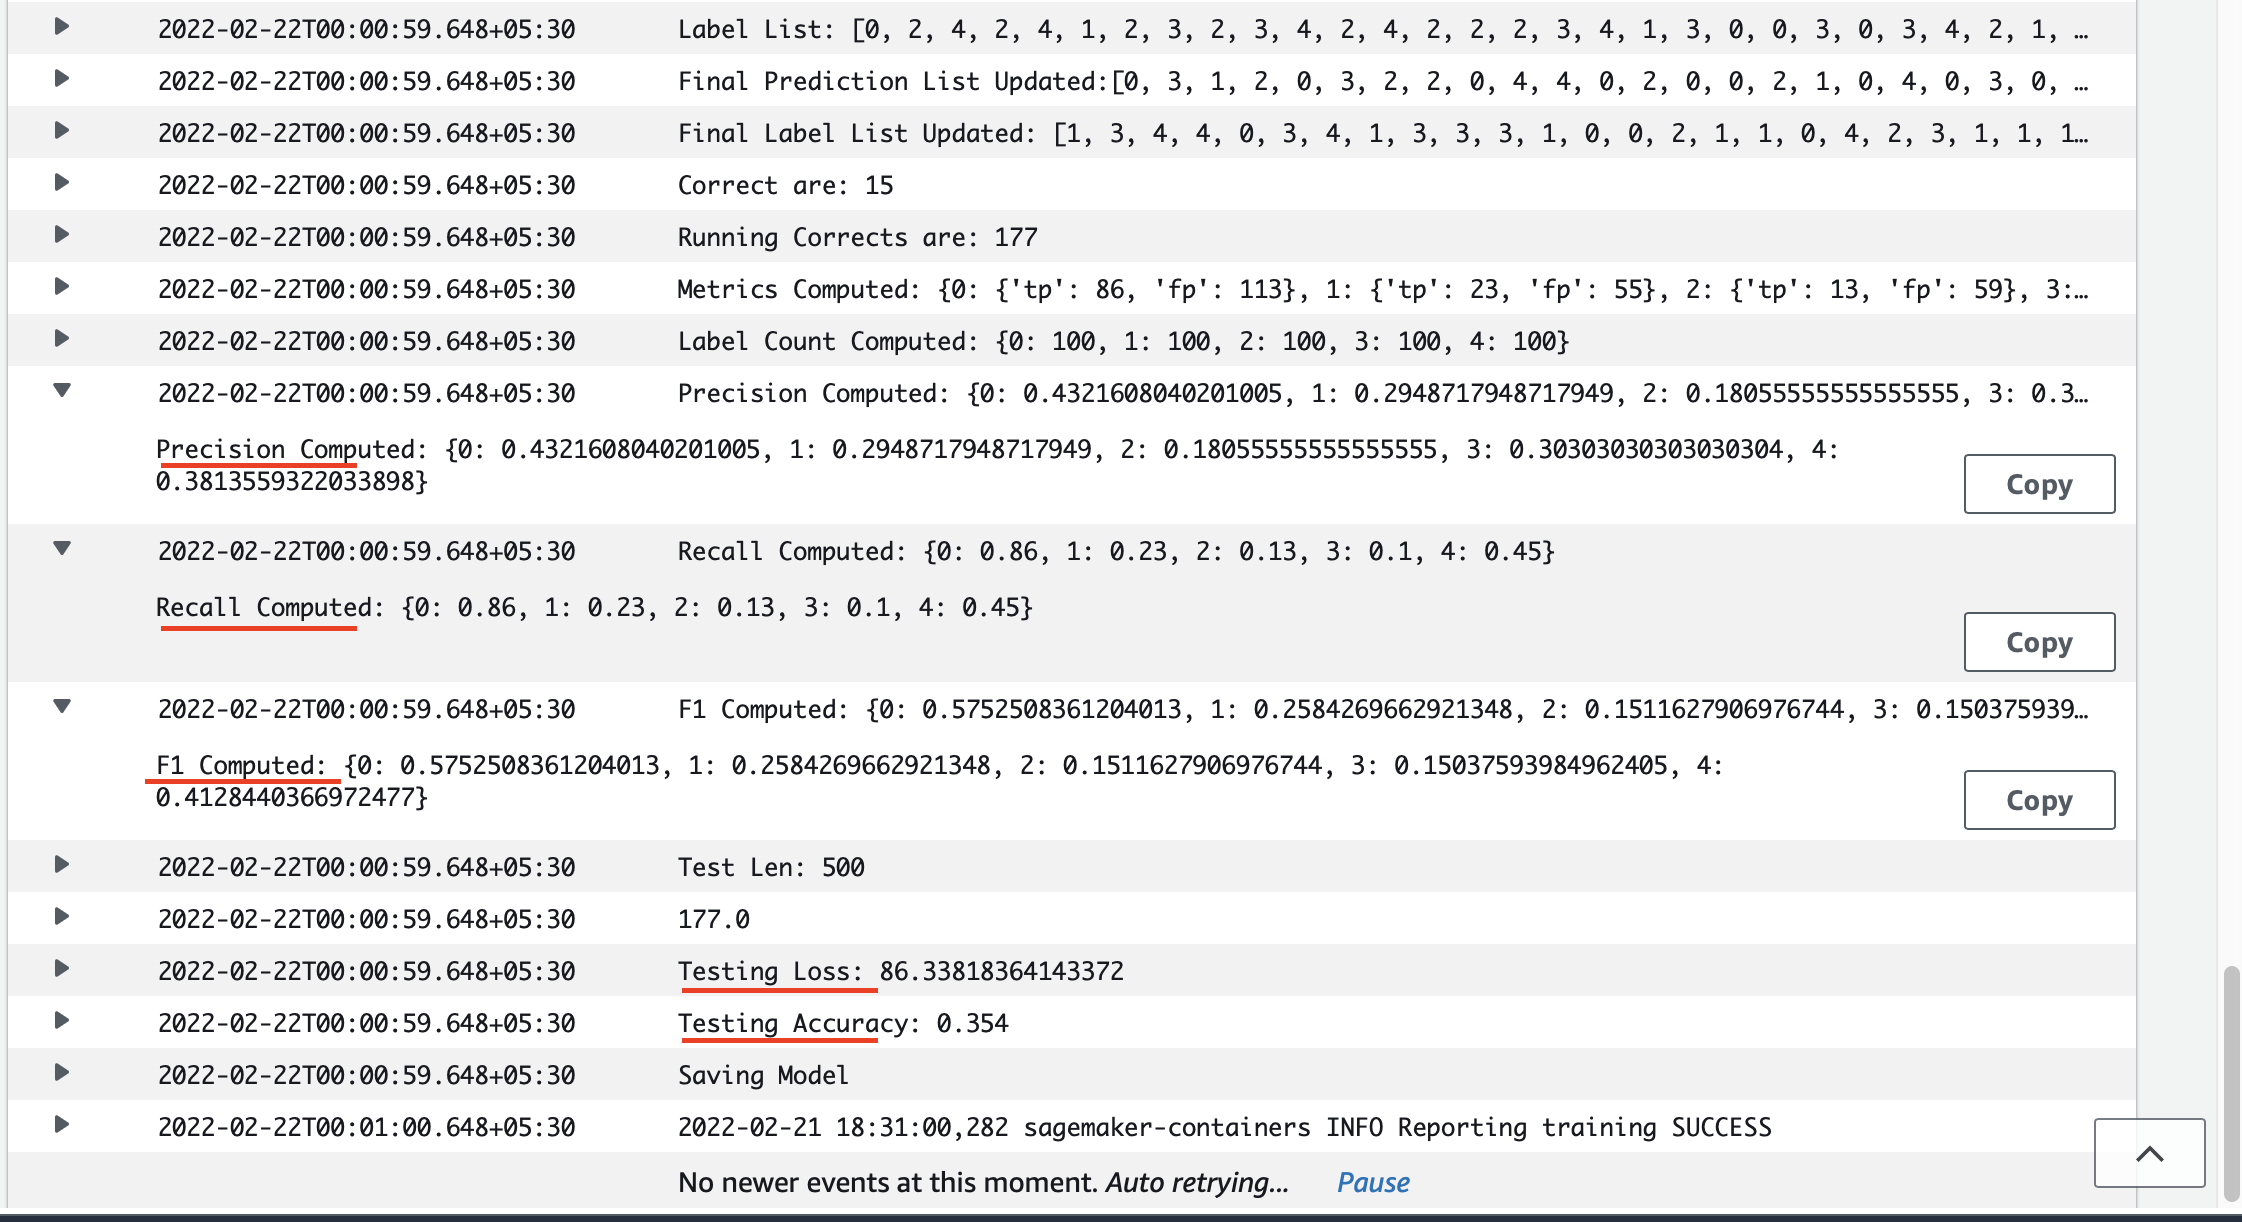 2022-02-22T00:00:59.648+05:30 Label List: [0, 2, 4, 2, 4, 1, 2, 3, 2, 3, 4, 2, 4, 2, 2, 2, 3, 4, 1, 3, 0, 0, 3, 0, 3, 4, 2, 1, …
2022-02-22T00:00:59.648+05:30 Final Prediction List Updated:[0, 3, 1, 2, 0, 3, 2, 2, 0, 4, 4, 0, 2, 0, 0, 2, 1, 0, 4, 0, 3, 0, …
2022-02-22T00:00:59.648+05:30 Final Label List Updated: [1, 3, 4, 4, 0, 3, 4, 1, 3, 3, 3, 1, 0, 0, 2, 1, 1, 0, 4, 2, 3, 1, 1, 1…
2022-02-22T00:00:59.648+05:30 Correct are: 15
2022-02-22T00:00:59.648+05:30 Running Corrects are: 177
2022-02-22T00:00:59.648+05:30 Metrics Computed: {0: {'tp': 86, 'fp': 113}, 1: {'tp': 23, 'fp': 55}, 2: {'tp': 13, 'fp': 59}, 3:…
2022-02-22T00:00:59.648+05:30 Label Count Computed: {0: 100, 1: 100, 2: 100, 3: 100, 4: 100}
2022-02-22T00:00:59.648+05:30 Precision Computed: {0: 0.4321608040201005, 1: 0.2948717948717949, 2: 0.18055555555555555, 3: 0.3…
Precision Computed: {0: 0.4321608040201005, 1: 0.2948717948717949, 2: 0.18055555555555555, 3: 0.30303030303030304, 4:
0.3813559322033898}
Copy
2022-02-22T00:00:59.648+05:30 Recall Computed: {0: 0.86, 1: 0.23, 2: 0.13, 3: 0.1, 4: 0.45}
Recall Computed: {0: 0.86, 1: 0.23, 2: 0.13, 3: 0.1, 4: 0.45}
Copy
2022-02-22T00:00:59.648+05:30 F1 Computed: {0: 0.5752508361204013, 1: 0.2584269662921348, 2: 0.1511627906976744, 3: 0.150375939…
F1 Computed: {0: 0.5752508361204013, 1: 0.2584269662921348, 2: 0.1511627906976744, 3: 0.15037593984962405, 4:
0.4128440366972477}
Copy
2022-02-22T00:00:59.648+05:30 Test Len: 500
2022-02-22T00:00:59.648+05:30 177.0
2022-02-22T00:00:59.648+05:30 Testing Loss: 86.33818364143372
2022-02-22T00:00:59.648+05:30 Testing Accuracy: 0.354
2022-02-22T00:00:59.648+05:30 Saving Model
2022-02-22T00:01:00.648+05:30 2022-02-21 18:31:00,282 sagemaker-containers INFO Reporting training SUCCESS
No newer events at this moment. Auto retrying... Pause